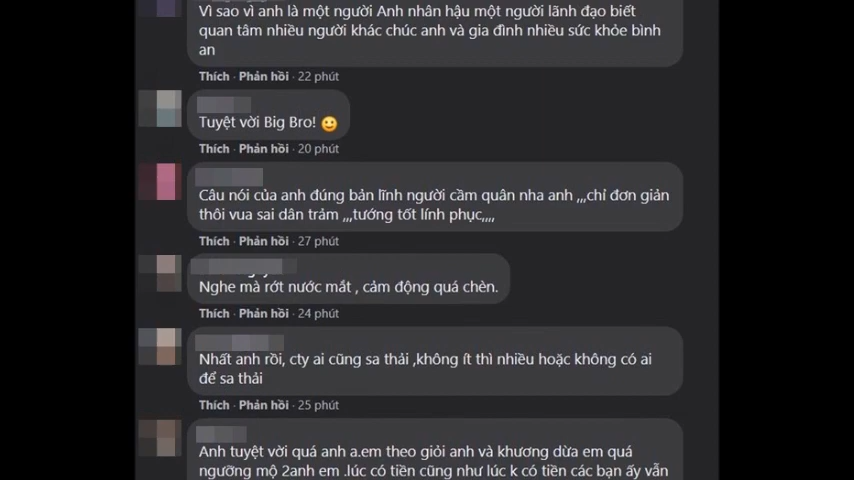 Vì sao vì anh là một người Anh nhân hậu một người lãnh đạo biết
quan tâm nhiều người khác chúc anh và gia đình nhiều sức khỏe bình
an
Thích · Phản hồi · 22 phút
Tuyệt vời Big Bro! 🙂
Thích · Phản hồi · 20 phút
Câu nói của anh đúng bản lĩnh người cầm quân nha anh ,,,chỉ đơn giản
thôi vua sai dân trảm ,,,tướng tốt lính phục,,,,
Thích · Phản hồi · 27 phút
Nghe mà rớt nước mắt , cảm động quá chèn.
Thích · Phản hồi · 24 phút
Nhất anh rồi, cty ai cũng sa thải ,không ít thì nhiều hoặc không có ai
để sa thải
Thích · Phản hồi · 25 phút
Anh tuyệt vời quá anh a.em theo giỏi anh và khương dừa em quá
ngưỡng mộ 2anh em .lúc có tiền cũng như lúc k có tiền các bạn ấy vẫn